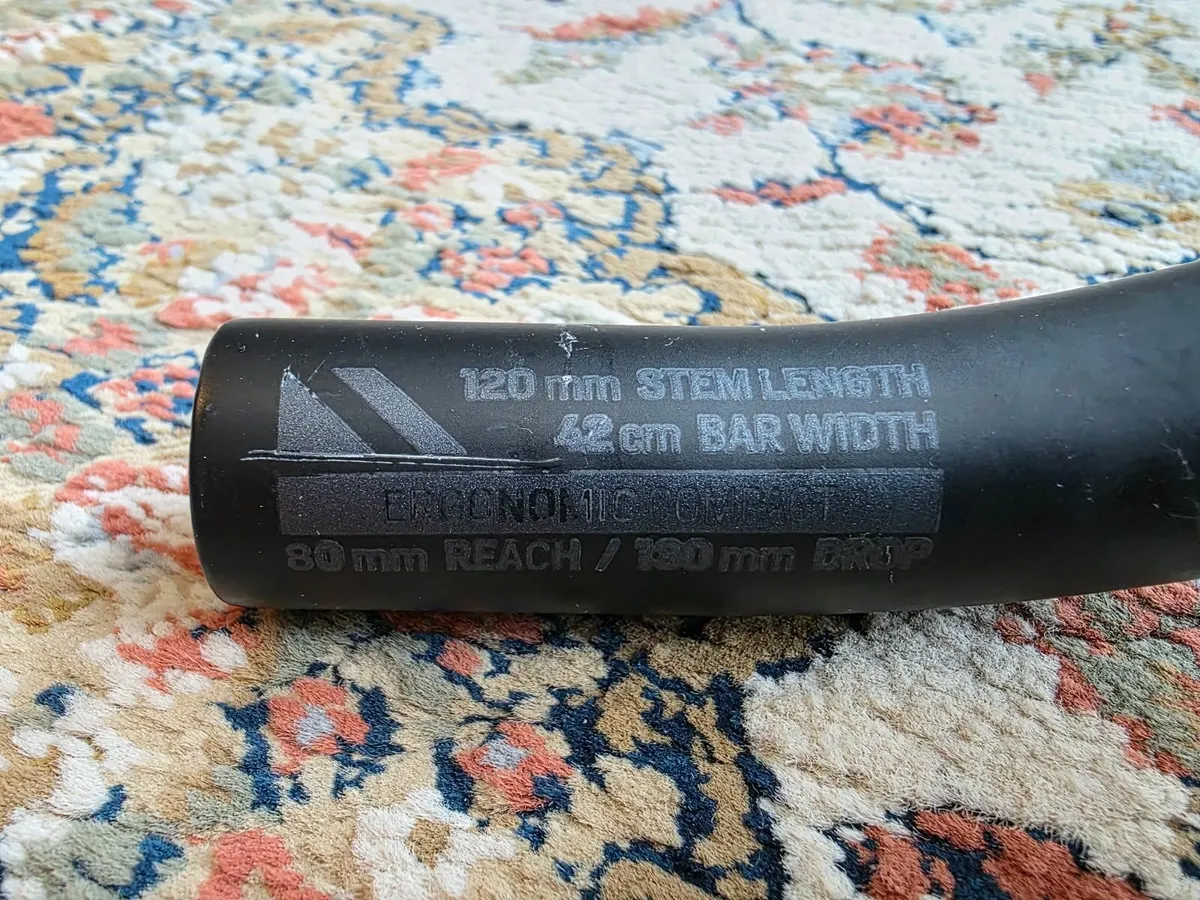 120 mm STEM LENGTH
42 cm BAR WIDTH
ERGONOMIC COMPACT
80 mm REACH / 130 mm DROP